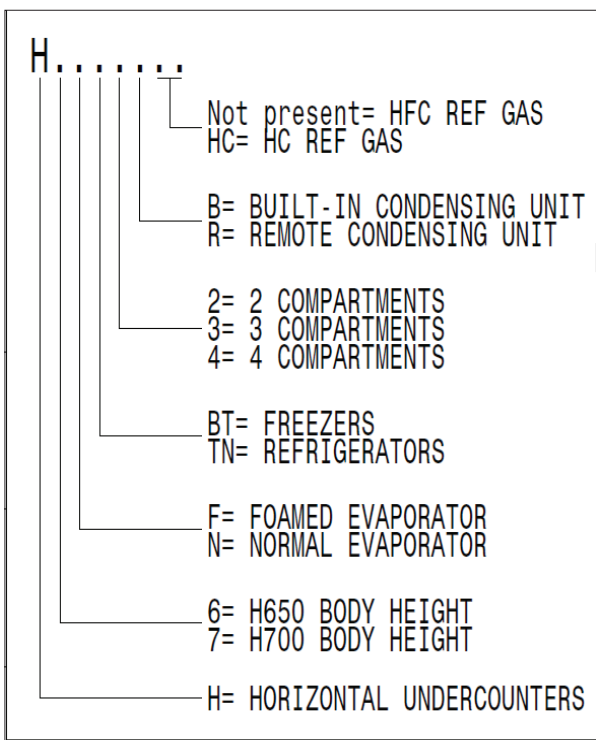 H.......
Not present= HFC REF GAS
HC= HC REF GAS
B= BUILT-IN CONDENSING UNIT
R= REMOTE CONDENSING UNIT
2= 2 COMPARTMENTS
3= 3 COMPARTMENTS
4= 4 COMPARTMENTS
BT= FREEZERS
TN= REFRIGERATORS
F= FOAMED EVAPORATOR
N= NORMAL EVAPORATOR
6= H650 BODY HEIGHT
7= H700 BODY HEIGHT
H= HORIZONTAL UNDERCOUNTERS